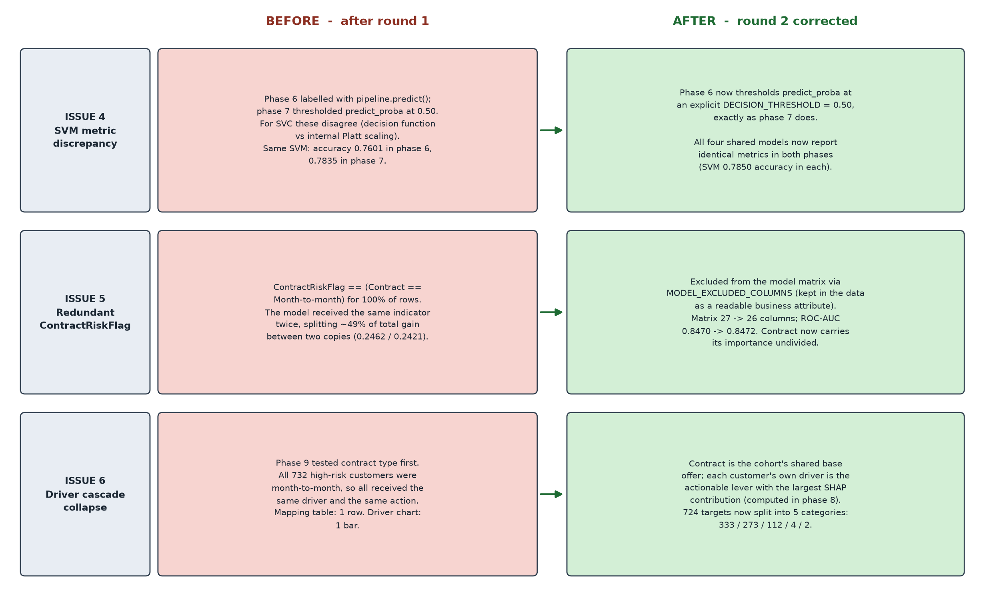 BEFORE  -  after round 1
AFTER  -  round 2 corrected
ISSUE 4
SVM metric
discrepancy
Phase 6 labelled with pipeline.predict();
phase 7 thresholded predict_proba at 0.50.
For SVC these disagree (decision function
vs internal Platt scaling).
Same SVM: accuracy 0.7601 in phase 6,
0.7835 in phase 7.
Phase 6 now thresholds predict_proba at
an explicit DECISION_THRESHOLD = 0.50,
exactly as phase 7 does.
All four shared models now report
identical metrics in both phases
(SVM 0.7850 accuracy in each).
ISSUE 5
Redundant
ContractRiskFlag
ContractRiskFlag == (Contract ==
Month-to-month) for 100% of rows.
The model received the same indicator
twice, splitting ~49% of total gain
between two copies (0.2462 / 0.2421).
Excluded from the model matrix via
MODEL_EXCLUDED_COLUMNS (kept in the data
as a readable business attribute).
Matrix 27 -> 26 columns; ROC-AUC
0.8470 -> 0.8472. Contract now carries
its importance undivided.
ISSUE 6
Driver cascade
collapse
Phase 9 tested contract type first.
All 732 high-risk customers were
month-to-month, so all received the
same driver and the same action.
Mapping table: 1 row. Driver chart:
1 bar.
Contract is the cohort's shared base
offer; each customer's own driver is the
actionable lever with the largest SHAP
contribution (computed in phase 8).
724 targets now split into 5 categories:
333 / 273 / 112 / 4 / 2.